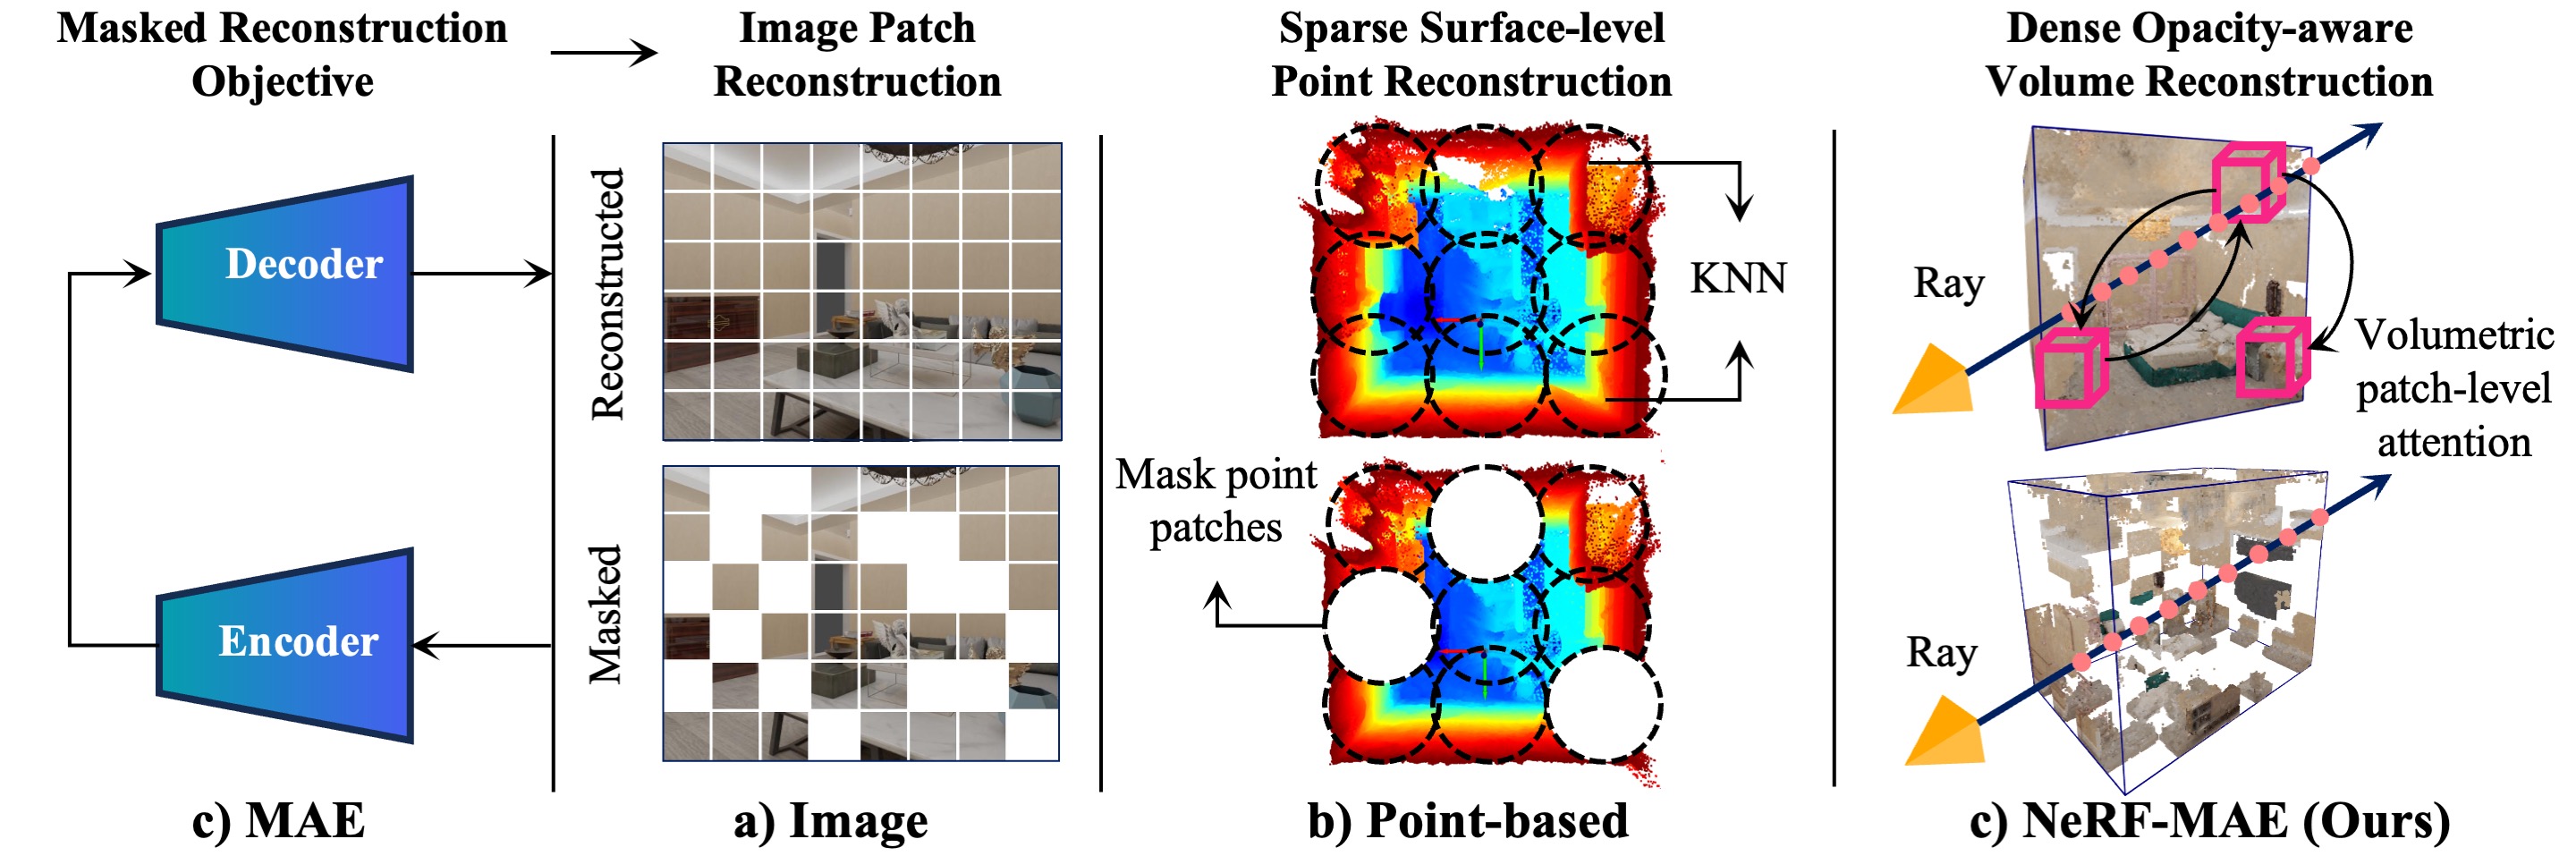 Masked Reconstruction
Objective
Image Patch
Reconstruction
Sparse Surface-level
Point Reconstruction
Dense Opacity-aware
Volume Reconstruction
Decoder
Encoder
Reconstructed
Masked
KNN
Mask point
patches
Ray
Volumetric
patch-level
attention
Ray
c) MAE
a) Image
b) Point-based
c) NeRF-MAE (Ours)